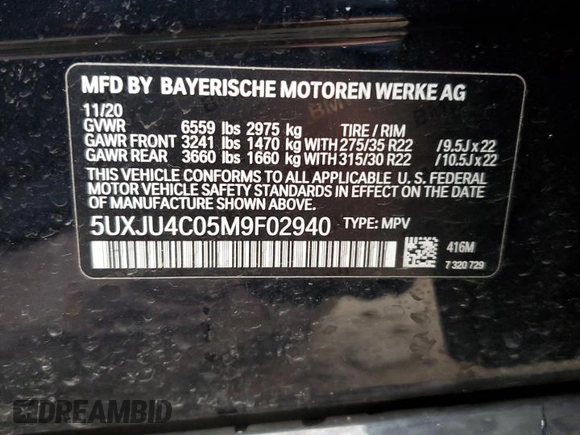 MFD BY BAYERISCHE MOTOREN WERKE AG
11/20
GVWR 6559 lbs 2975 kg TIRE / RIM
GAWR FRONT 3241 lbs 1470 kg WITH 275/35 R22 /9.5J x 22
GAWR REAR 3660 lbs 1660 kg WITH 315/30 R22 /10.5J x 22
THIS VEHICLE CONFORMS TO ALL APPLICABLE U. S. FEDERAL
MOTOR VEHICLE SAFETY STANDARDS IN EFFECT ON THE
DATE OF MANUFACTURE SHOWN ABOVE.
5UXJU4C05M9F02940 TYPE: MPV
416M
7 320 729
DREAMBID